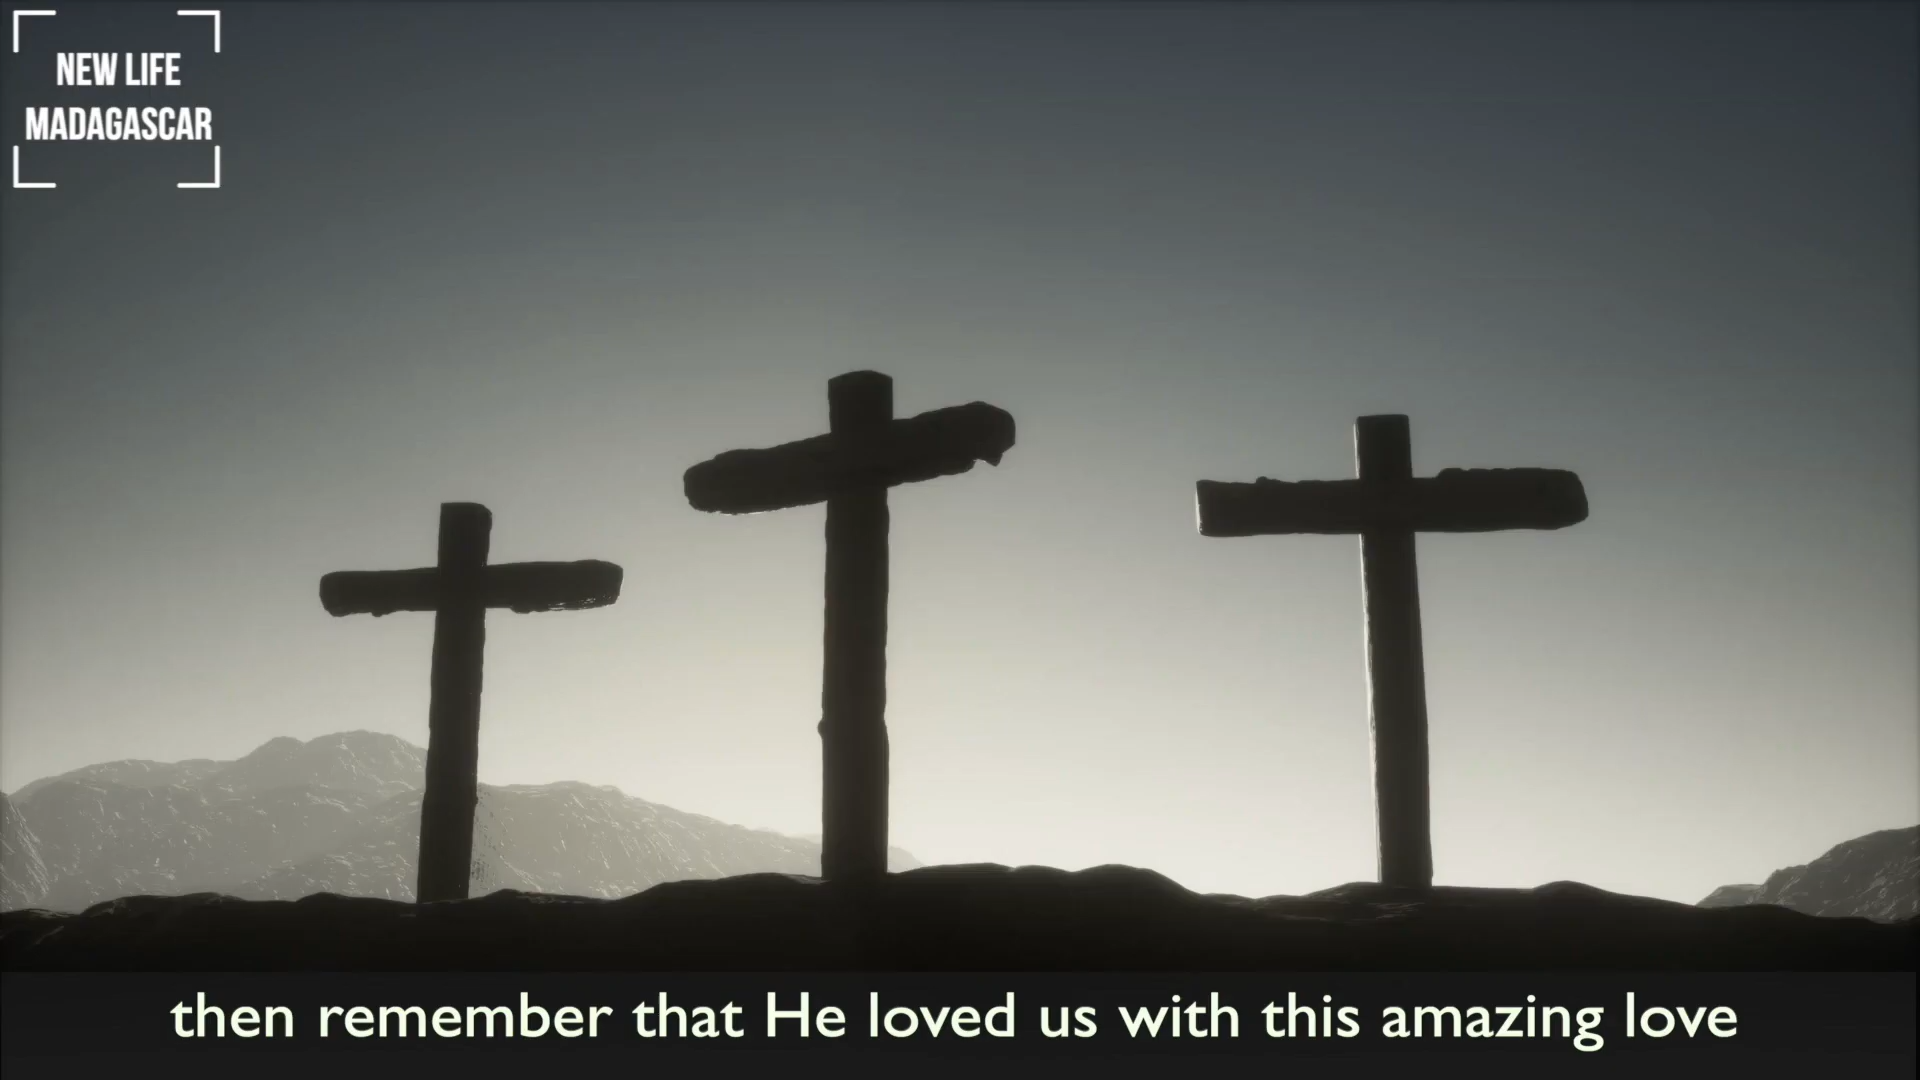 NEW LIFE
MADAGASCAR
then remember that He loved us with this amazing love